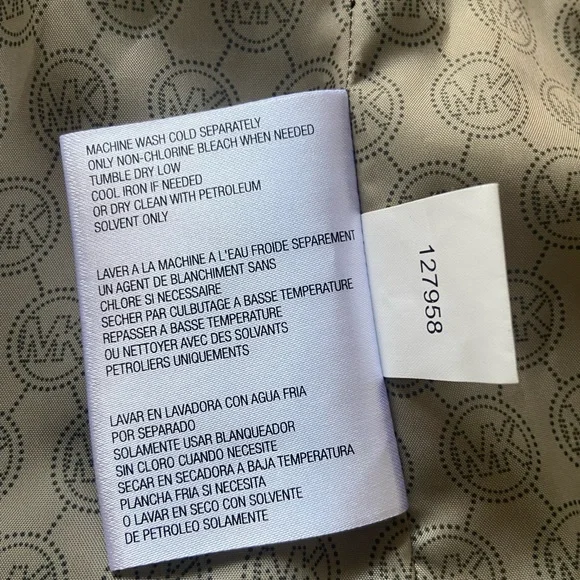 MACHINE WASH COLD SEPARATELY
ONLY NON-CHLORINE BLEACH WHEN NEEDED
TUMBLE DRY LOW
COOL IRON IF NEEDED
OR DRY CLEAN WITH PETROLEUM
SOLVENT ONLY
LAVER A LA MACHINE A L'EAU FROIDE SEPAREMENT
UN AGENT DE BLANCHIMENT SANS
CHLORE SI NECESSAIRE
SECHER PAR CULBUTAGE A BASSE TEMPERATURE
REPASSER A BASSE TEMPERATURE
OU NETTOYER AVEC DES SOLVANTS
PETROLIERS UNIQUEMENTS
LAVAR EN LAVADORA CON AGUA FRIA
POR SEPARADO
SOLAMENTE USAR BLANQUEADOR
SIN CLORO CUANDO NECESITE
SECAR EN SECADORA A BAJA TEMPERATURA
PLANCHA FRIA SI NECESITA
O LAVAR EN SECO CON SOLVENTE
DE PETROLEO SOLAMENTE
127958
MK